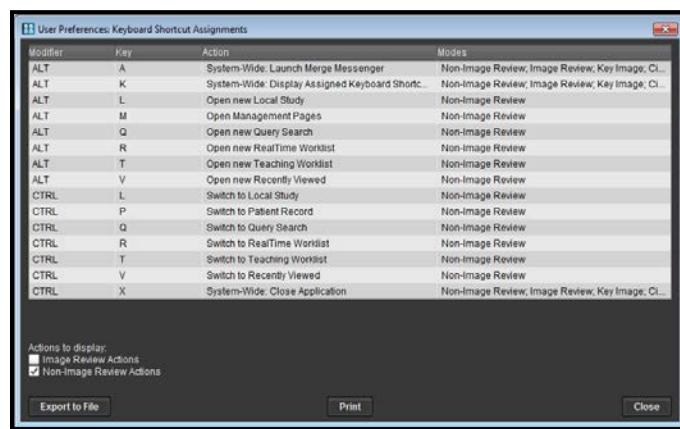 User Preferences: Keyboard Shortcut Assignments
Modifier Key Action Modes
ALT A System-Wide: Launch Merge Messenger Non-Image Review; Image Review; Key Image; Ci...
ALT K System-Wide: Display Assigned Keyboard Shortc... Non-Image Review; Image Review; Key Image; Ci...
ALT L Open new Local Study Non-Image Review
ALT M Open Management Pages Non-Image Review
ALT Q Open new Query Search Non-Image Review
ALT R Open new RealTime Worklist Non-Image Review
ALT T Open new Teaching Worklist Non-Image Review
ALT V Open new Recently Viewed Non-Image Review
CTRL L Switch to Local Study Non-Image Review
CTRL P Switch to Patient Record Non-Image Review
CTRL Q Switch to Query Search Non-Image Review
CTRL R Switch to RealTime Worklist Non-Image Review
CTRL T Switch to Teaching Worklist Non-Image Review
CTRL V Switch to Recently Viewed Non-Image Review
CTRL X System-Wide: Close Application Non-Image Review; Image Review; Key Image; Ci...
Actions to display:
Image Review Actions
Non-Image Review Actions
Export to File Print Close